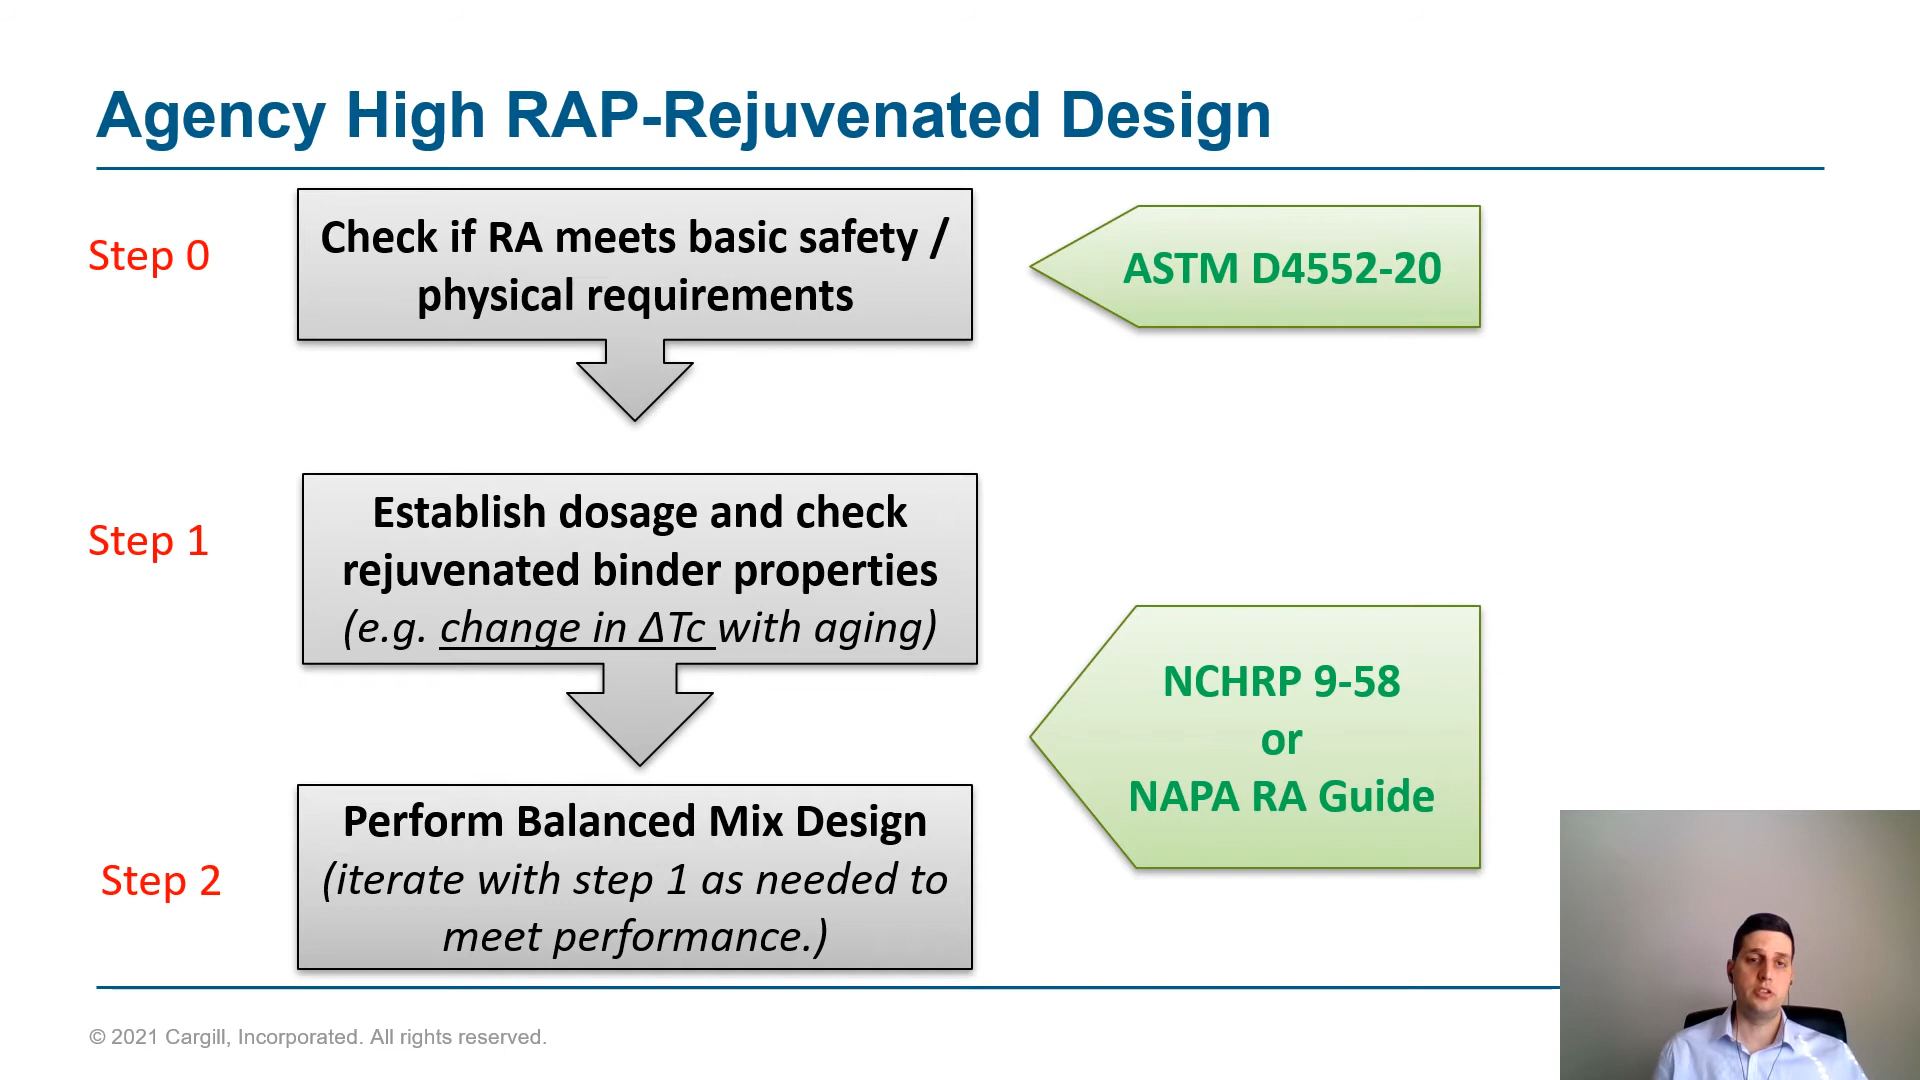 Agency High RAP-Rejuvenated Design
Step 0
Check if RA meets basic safety /
physical requirements
ASTM D4552-20
Step 1
Establish dosage and check
rejuvenated binder properties
(e.g. change in ΔTc with aging)
NCHRP 9-58
or
NAPA RA Guide
Step 2
Perform Balanced Mix Design
(iterate with step 1 as needed to
meet performance.)
© 2021 Cargill, Incorporated. All rights reserved.